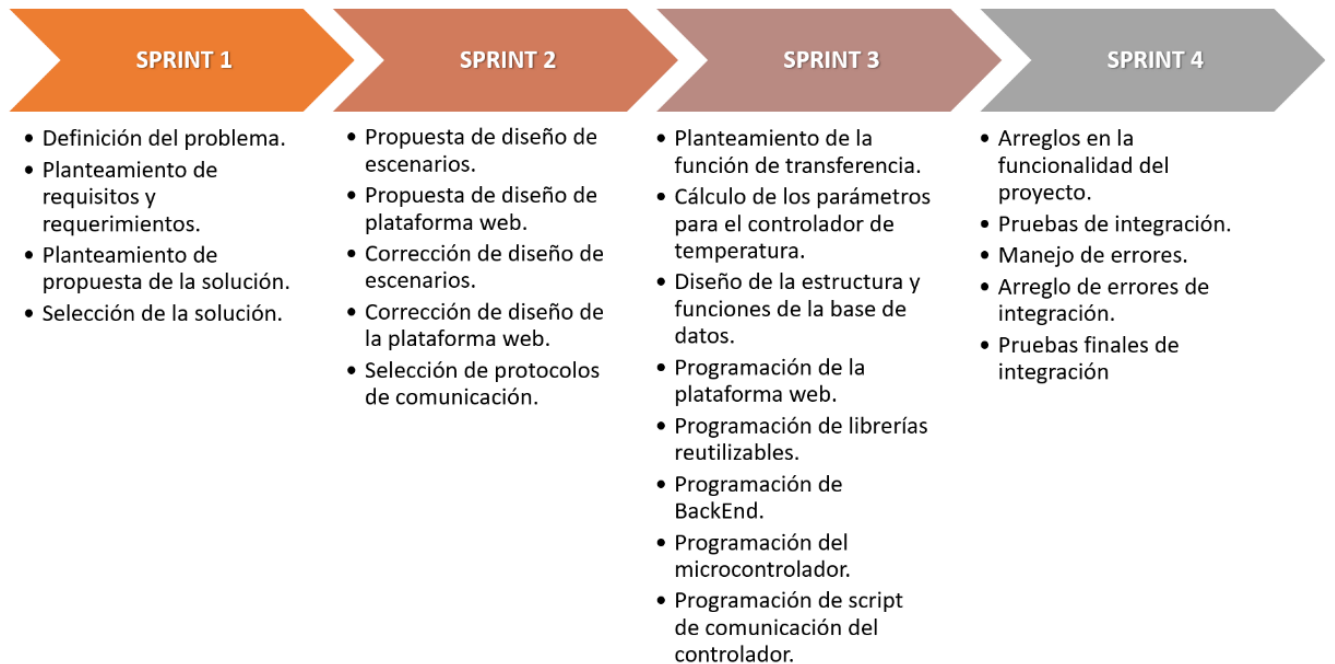 SPRINT 1
• Definición del problema.
• Planteamiento de
requisitos y
requerimientos.
• Planteamiento de
propuesta de la solución.
• Selección de la solución.
SPRINT 2
• Propuesta de diseño de
escenarios.
• Propuesta de diseño de
plataforma web.
• Corrección de diseño de
escenarios.
• Corrección de diseño de
la plataforma web.
• Selección de protocolos
de comunicación.
SPRINT 3
• Planteamiento de la
función de transferencia.
• Cálculo de los parámetros
para el controlador de
temperatura.
• Diseño de la estructura y
funciones de la base de
datos.
• Programación de la
plataforma web.
• Programación de librerías
reutilizables.
• Programación de
BackEnd.
• Programación del
microcontrolador.
• Programación de script
de comunicación del
controlador.
SPRINT 4
• Arreglos en la
funcionalidad del
proyecto.
• Pruebas de integración.
• Manejo de errores.
• Arreglo de errores de
integración.
• Pruebas finales de
integración